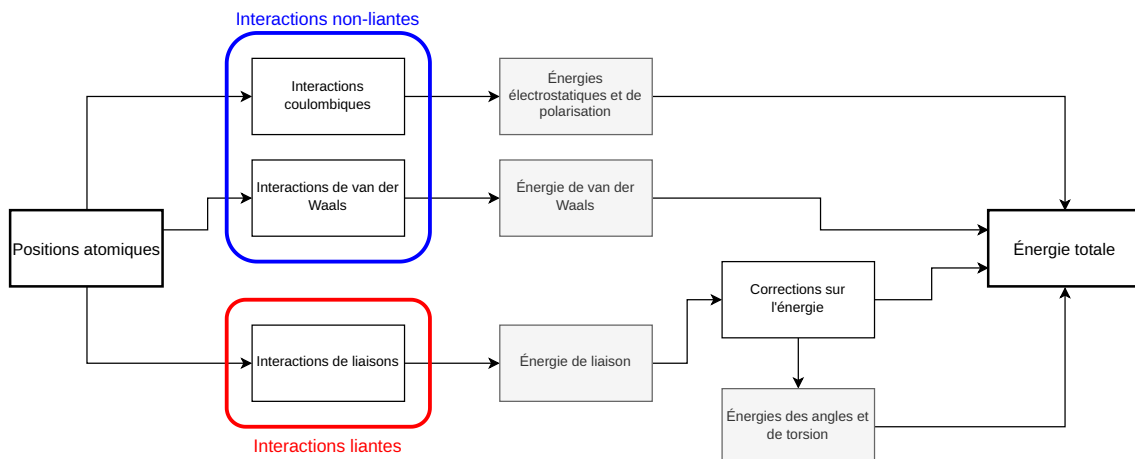 Interactions non-liantes
Interactions
coulombiques
Énergies
électrostatiques et de
polarisation
Interactions de van der
Waals
Énergie de van der
Waals
Positions atomiques
Énergie totale
Corrections sur
l'énergie
Interactions de liaisons
Énergie de liaison
Énergies des angles et
de torsion
Interactions liantes